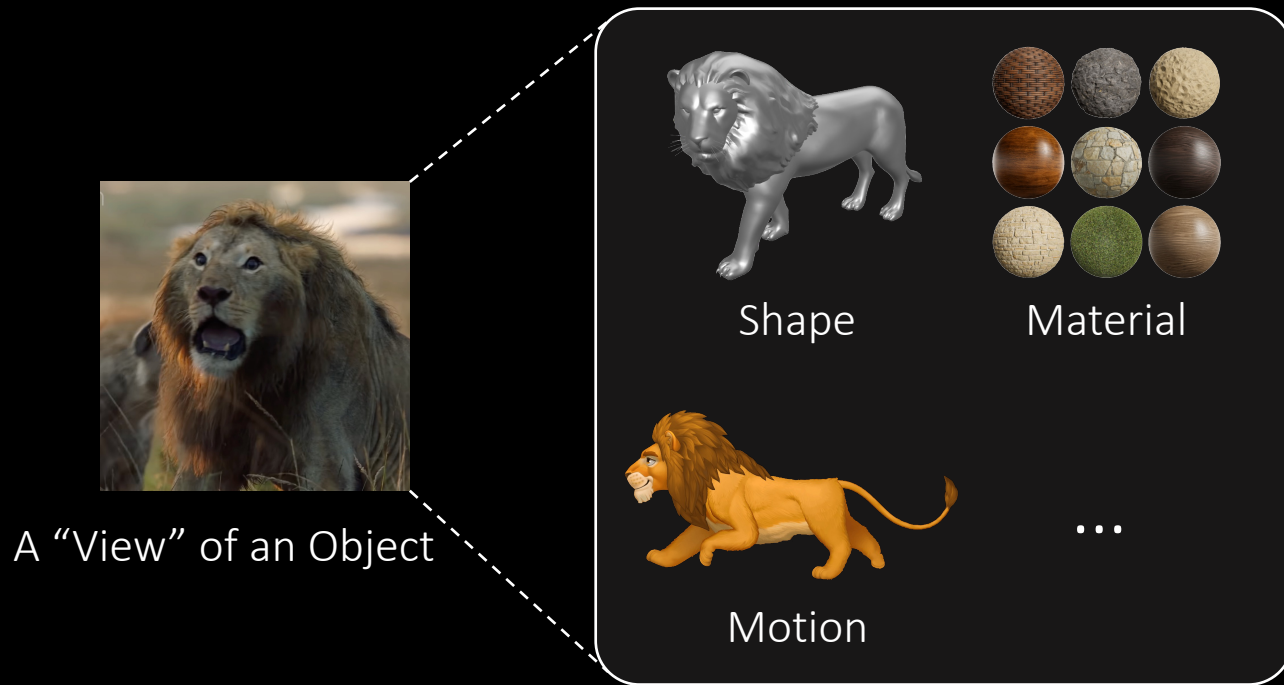 Shape
Material
A “View” of an Object
...
Motion